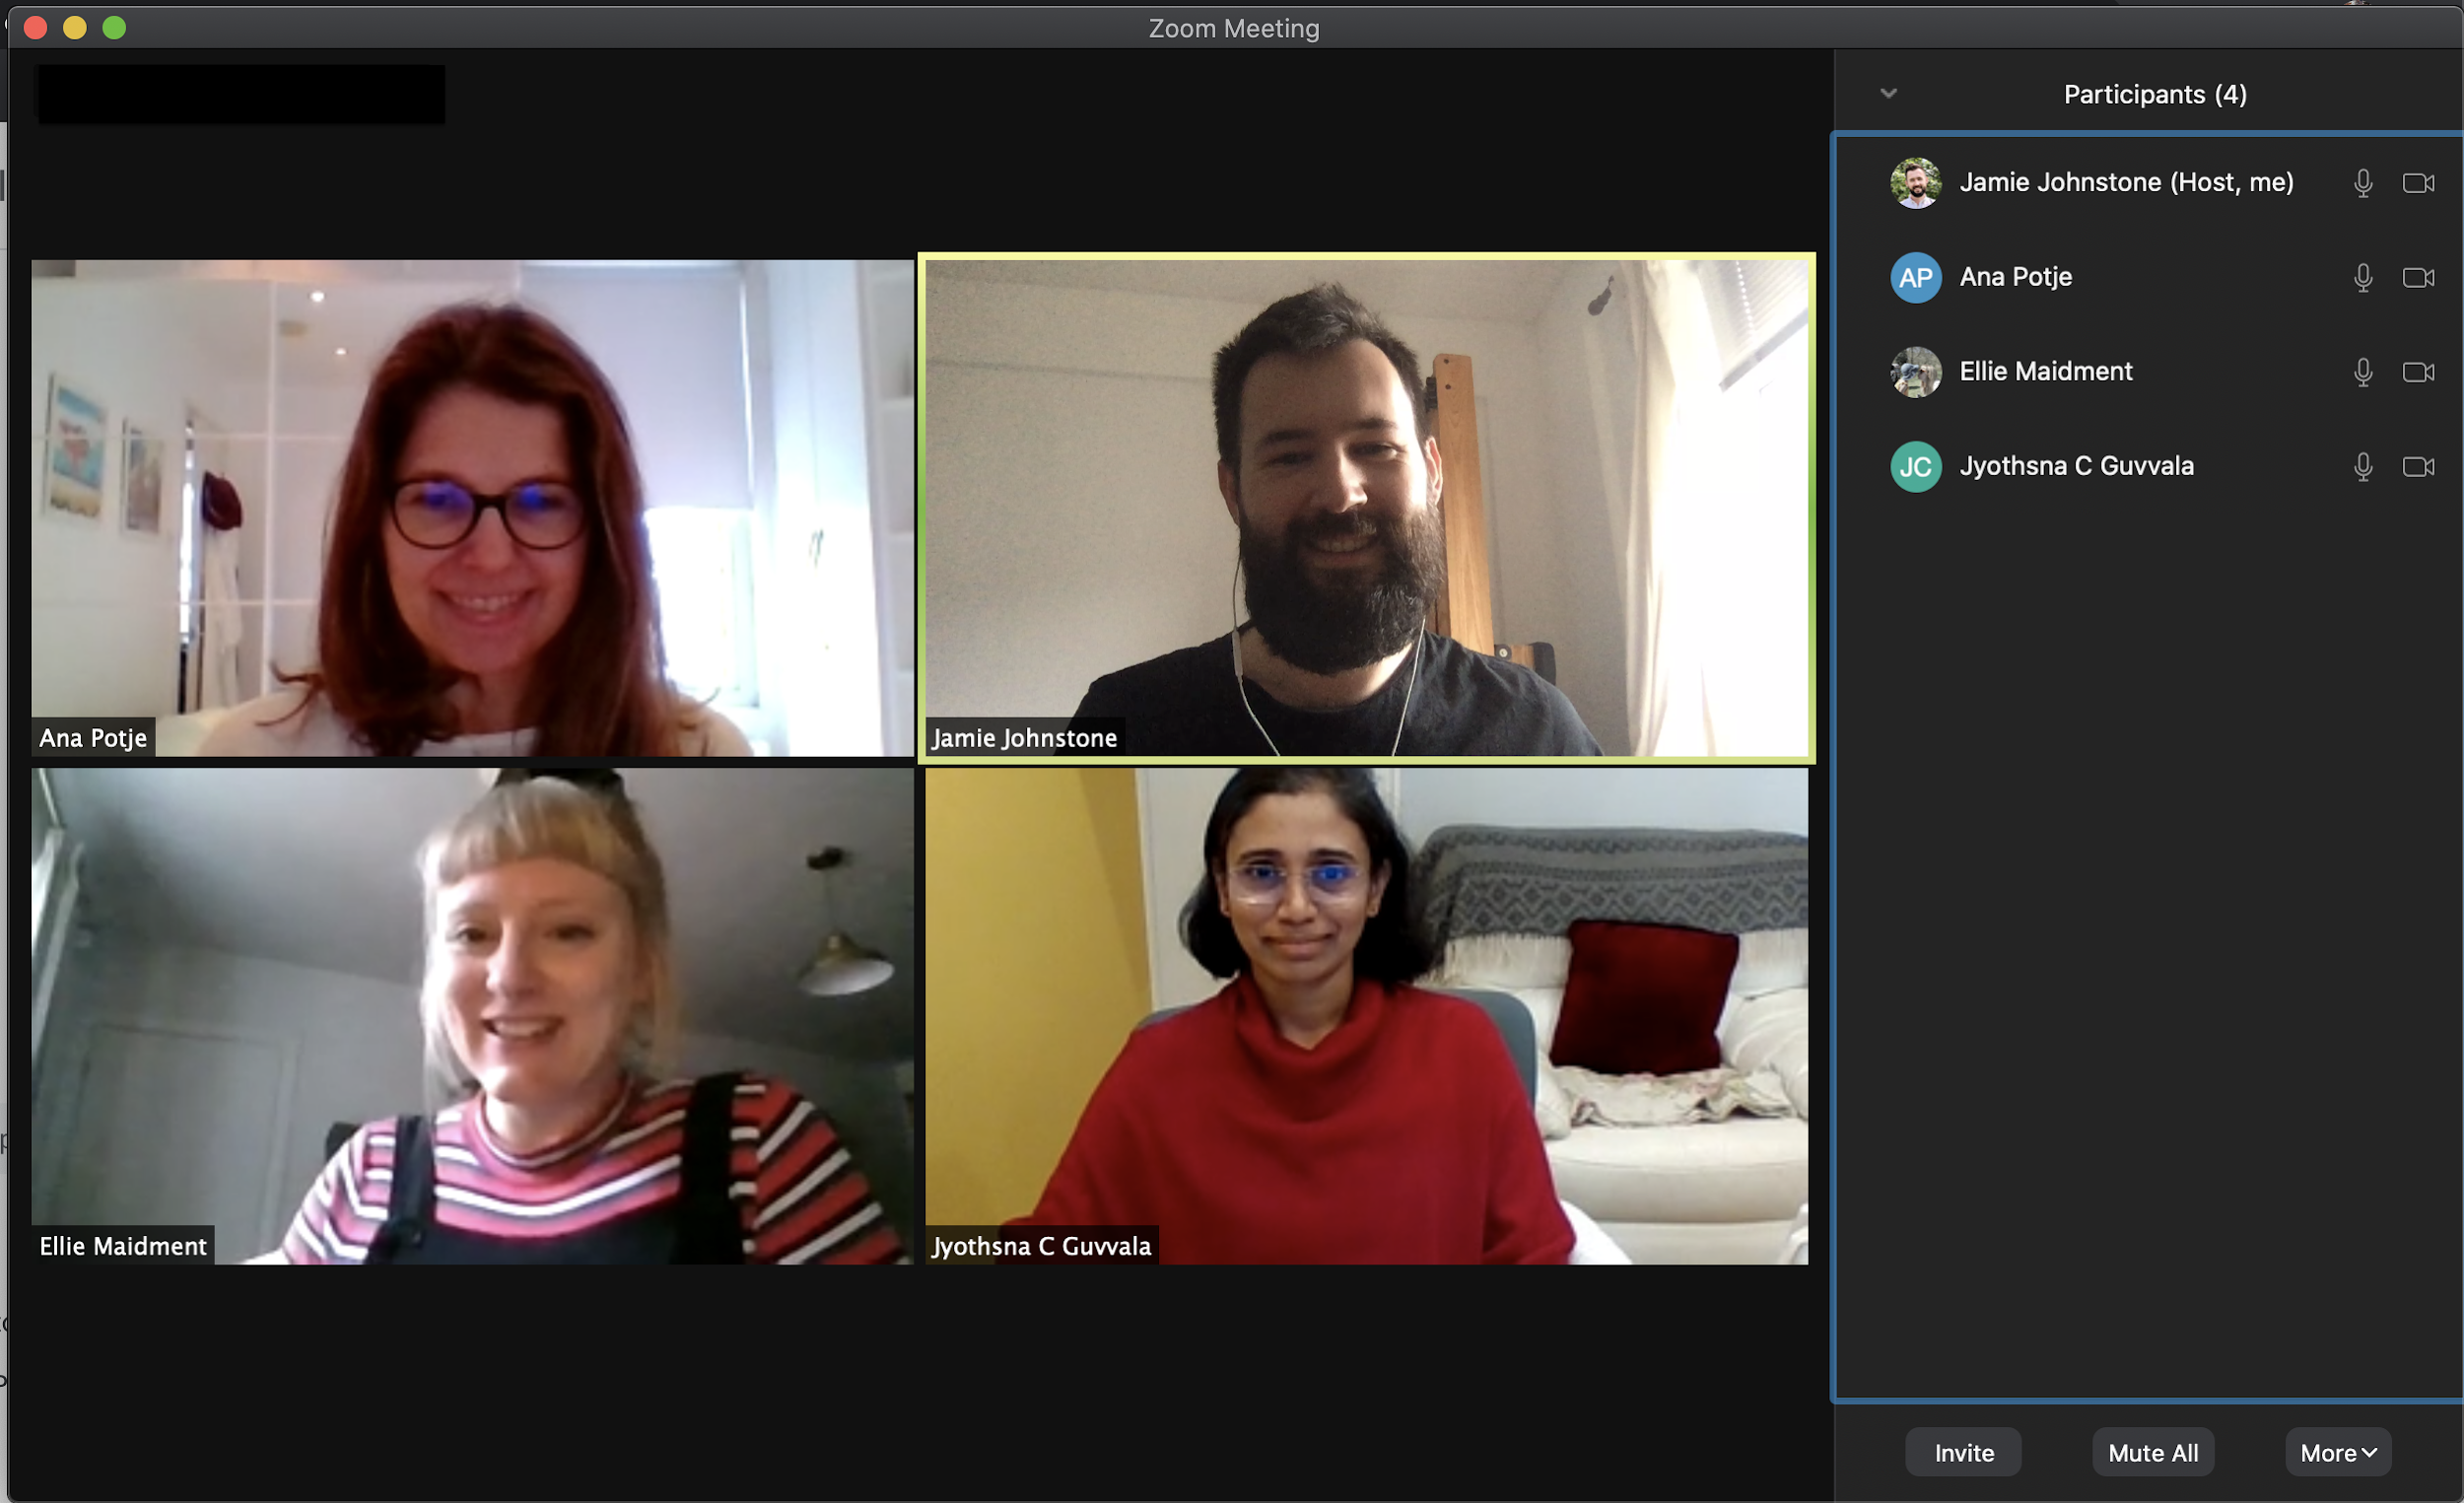 Zoom Meeting
Participants (4)
Jamie Johnstone (Host, me)
AP Ana Potje
Ellie Maidment
JC Jyothsna C Guvvala
Ana Potje
Jamie Johnstone
Ellie Maidment
Jyothsna C Guvvala
Invite
Mute All
More